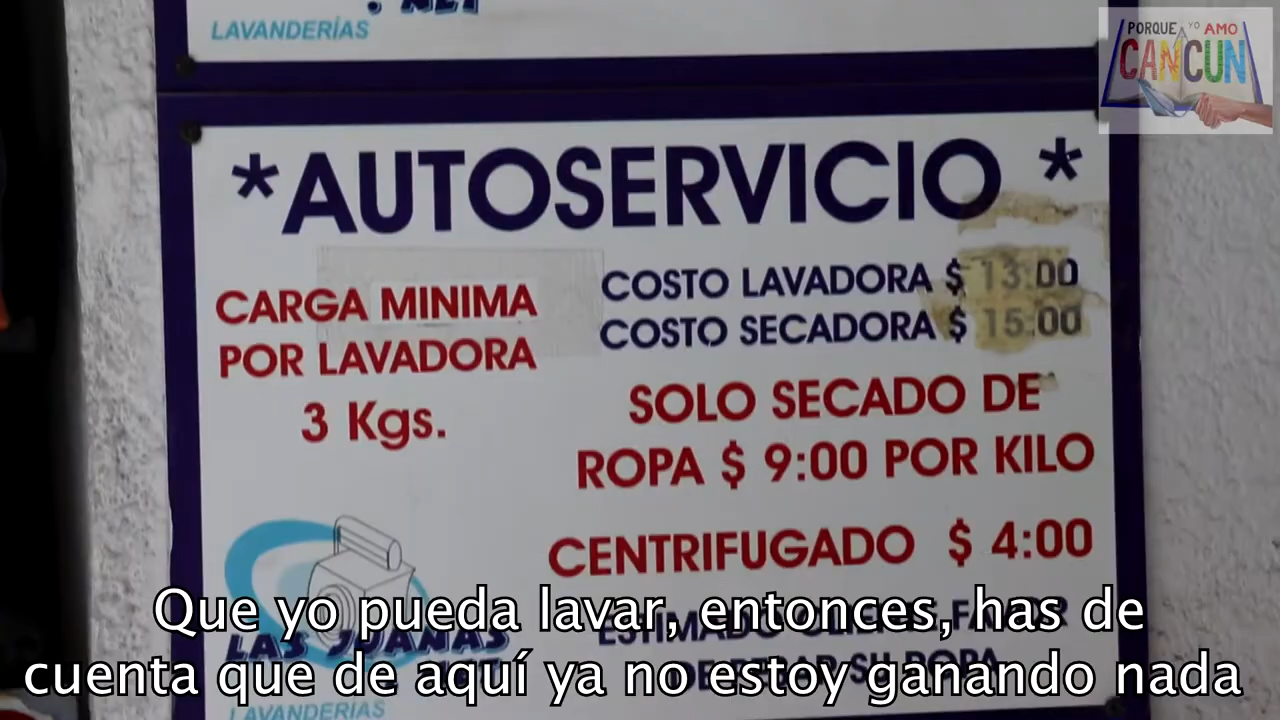 LAVANDERÍAS
PORQUE YO AMO
CANCUN
*AUTOSERVICIO *
CARGA MINIMA
POR LAVADORA
3 Kgs.
COSTO LAVADORA $ 13:00
COSTO SECADORA $ 15:00
SOLO SECADO DE
ROPA $ 9:00 POR KILO
CENTRIFUGADO $ 4:00
LAS JUANAS
LAVANDERÍAS
Que yo pueda lavar, entonces, has de
cuenta que de aquí ya no estoy ganando nada